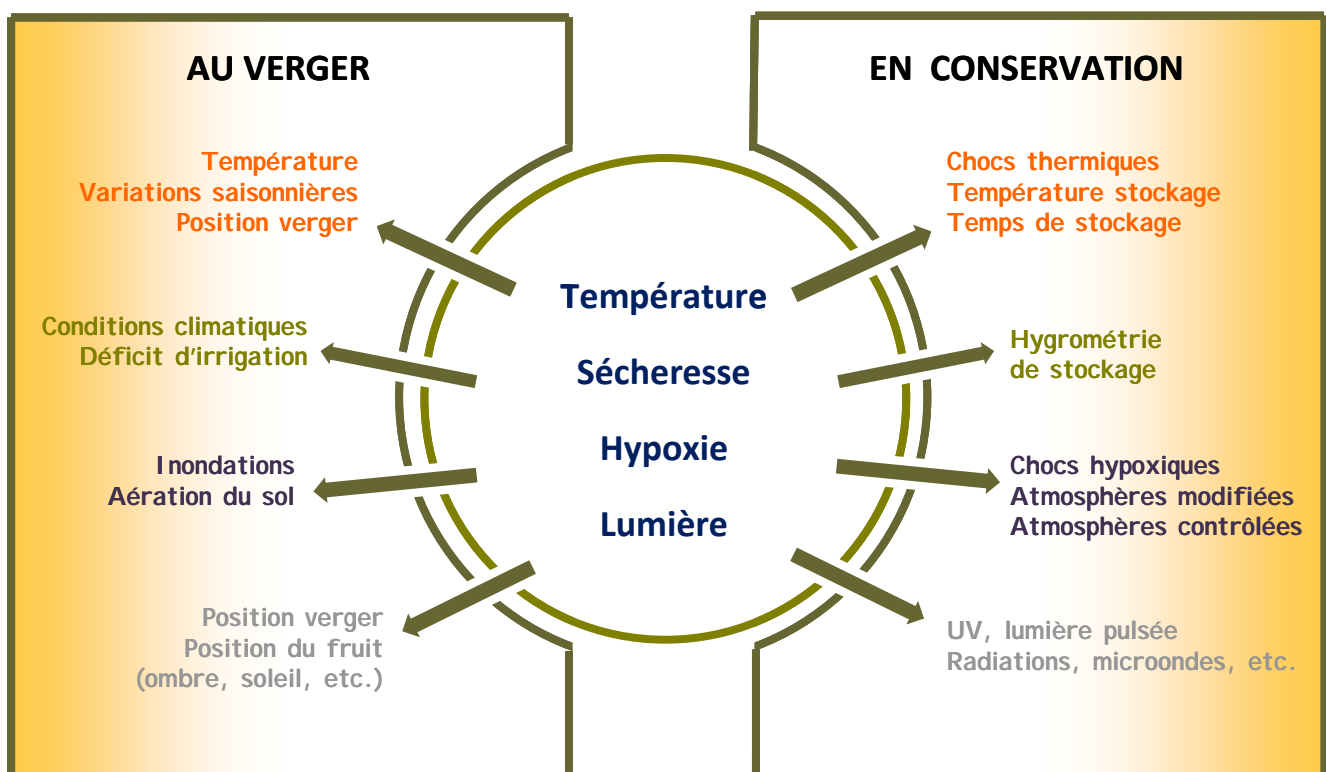 AU VERGER
Température
Variations saisonnières
Position verger
Conditions climatiques
Déficit d'irrigation
Inondations
Aération du sol
Position verger
Position du fruit
(ombre, soleil, etc.)
Température
Sécheresse
Hypoxie
Lumière
EN CONSERVATION
Chocs thermiques
Température stockage
Temps de stockage
Hygrométrie
de stockage
Chocs hypoxiques
Atmosphères modifiées
Atmosphères contrôlées
UV, lumière pulsée
Radiations, microondes, etc.